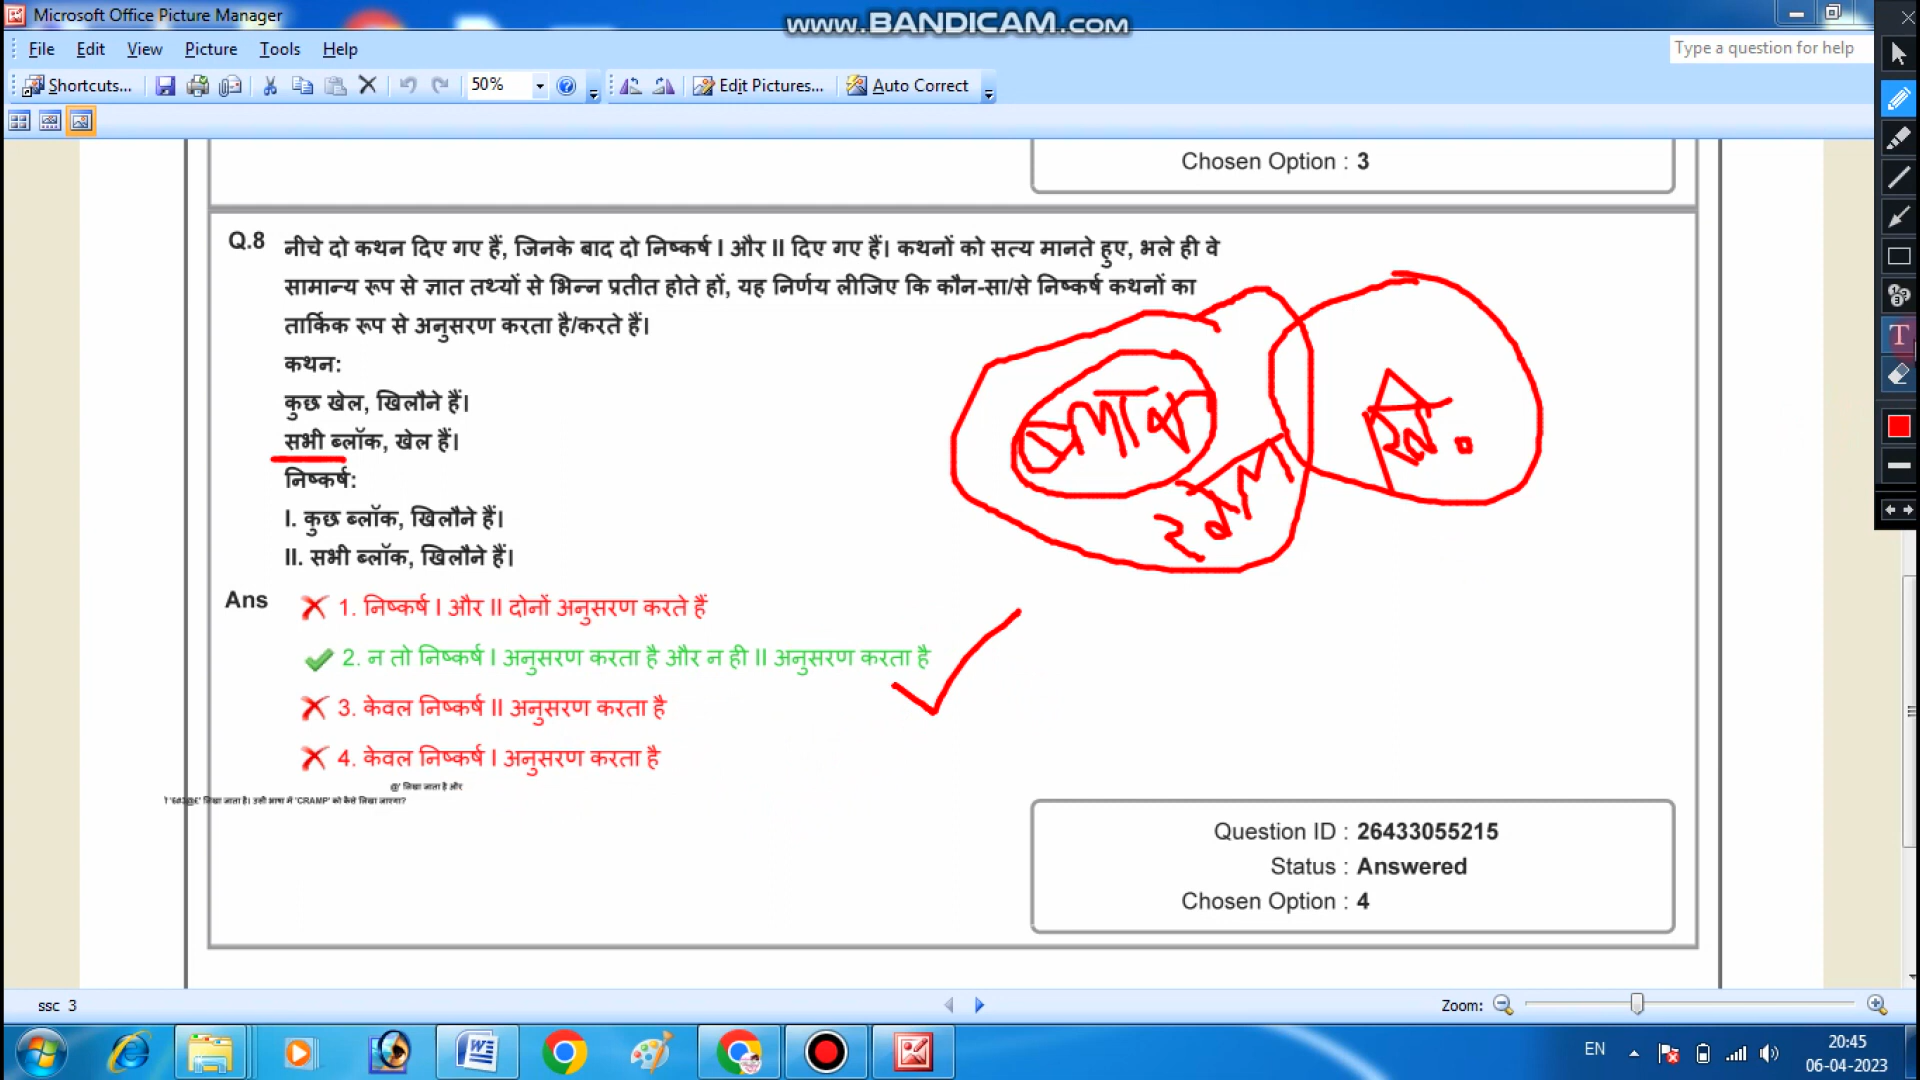 Microsoft Office Picture Manager
www.BANDICAM.com
File Edit View Picture Tools Help
Type a question for help
Shortcuts... 50% Edit Pictures... Auto Correct
Chosen Option : 3
Q.8 नीचे दो कथन दिए गए हैं, जिनके बाद दो निष्कर्ष I और II दिए गए हैं। कथनों को सत्य मानते हुए, भले ही वे
सामान्य रूप से ज्ञात तथ्यों से भिन्न प्रतीत होते हों, यह निर्णय लीजिए कि कौन-सा/से निष्कर्ष कथनों का
तार्किक रूप से अनुसरण करता है/करते हैं।
कथन:
कुछ खेल, खिलौने हैं।
सभी ब्लॉक, खेल हैं।
निष्कर्ष:
I. कुछ ब्लॉक, खिलौने हैं।
II. सभी ब्लॉक, खिलौने हैं।
Ans 1. निष्कर्ष I और II दोनों अनुसरण करते हैं
2. न तो निष्कर्ष I अनुसरण करता है और न ही II अनुसरण करता है
3. केवल निष्कर्ष II अनुसरण करता है
4. केवल निष्कर्ष I अनुसरण करता है
@' लिखा जाता है और
लिखा जाता है। उसी भाषा में 'CRAMP' को कैसे लिखा जाएगा?
Question ID : 26433055215
Status : Answered
Chosen Option : 4
ssc 3 Zoom:
EN 20:45
06-04-2023